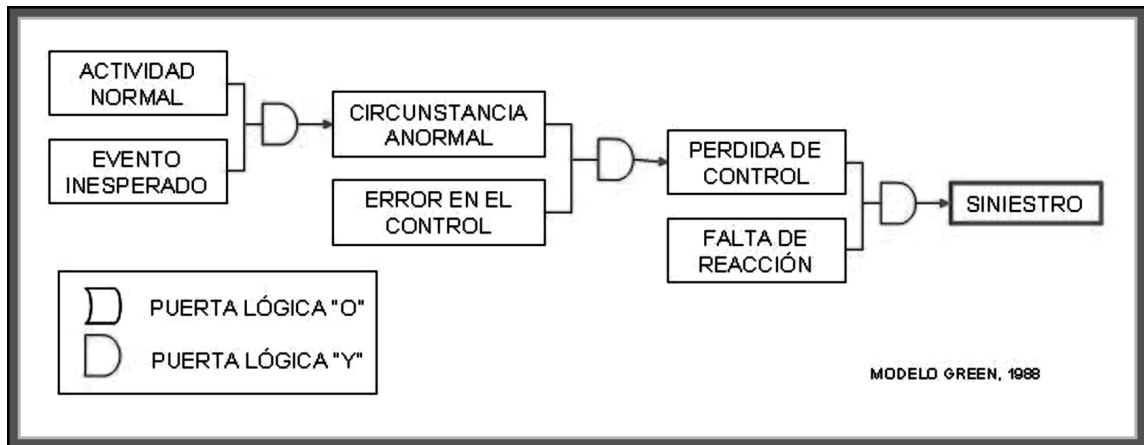 ACTIVIDAD
NORMAL
EVENTO
INESPERADO
CIRCUNSTANCIA
ANORMAL
ERROR EN EL
CONTROL
PERDIDA DE
CONTROL
FALTA DE
REACCIÓN
SINIESTRO
PUERTA LÓGICA "O"
PUERTA LÓGICA "Y"
MODELO GREEN, 1988